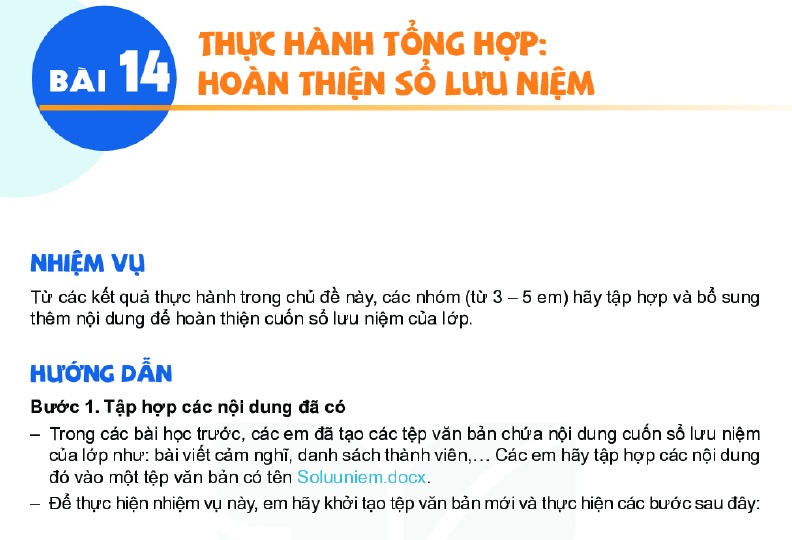 BÀI 14
THỰC HÀNH TỔNG HỢP:
HOÀN THIỆN SỔ LƯU NIỆM
NHIỆM VỤ
Từ các kết quả thực hành trong chủ đề này, các nhóm (từ 3 – 5 em) hãy tập hợp và bổ sung
thêm nội dung để hoàn thiện cuốn sổ lưu niệm của lớp.
HƯỚNG DẪN
Bước 1. Tập hợp các nội dung đã có
– Trong các bài học trước, các em đã tạo các tệp văn bản chứa nội dung cuốn sổ lưu niệm
của lớp như: bài viết cảm nghĩ, danh sách thành viên,… Các em hãy tập hợp các nội dung
đó vào một tệp văn bản có tên Soluuniem.docx.
– Để thực hiện nhiệm vụ này, em hãy khởi tạo tệp văn bản mới và thực hiện các bước sau đây: